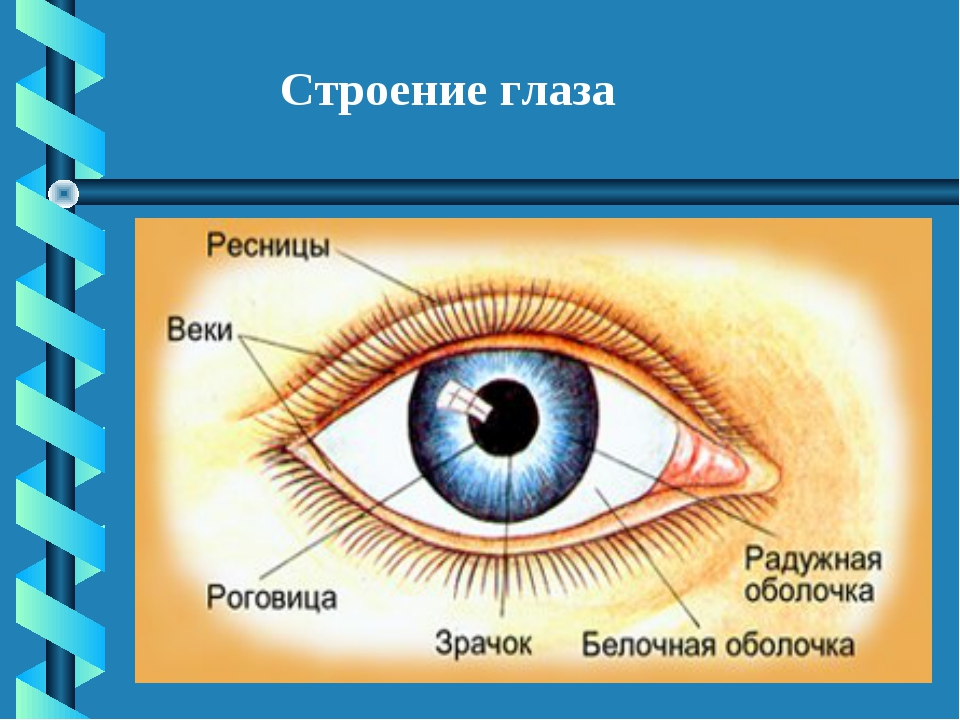 Строение глаза
Ресницы
Веки
Роговица
Зрачок
Белочная оболочка
Радужная
оболочка